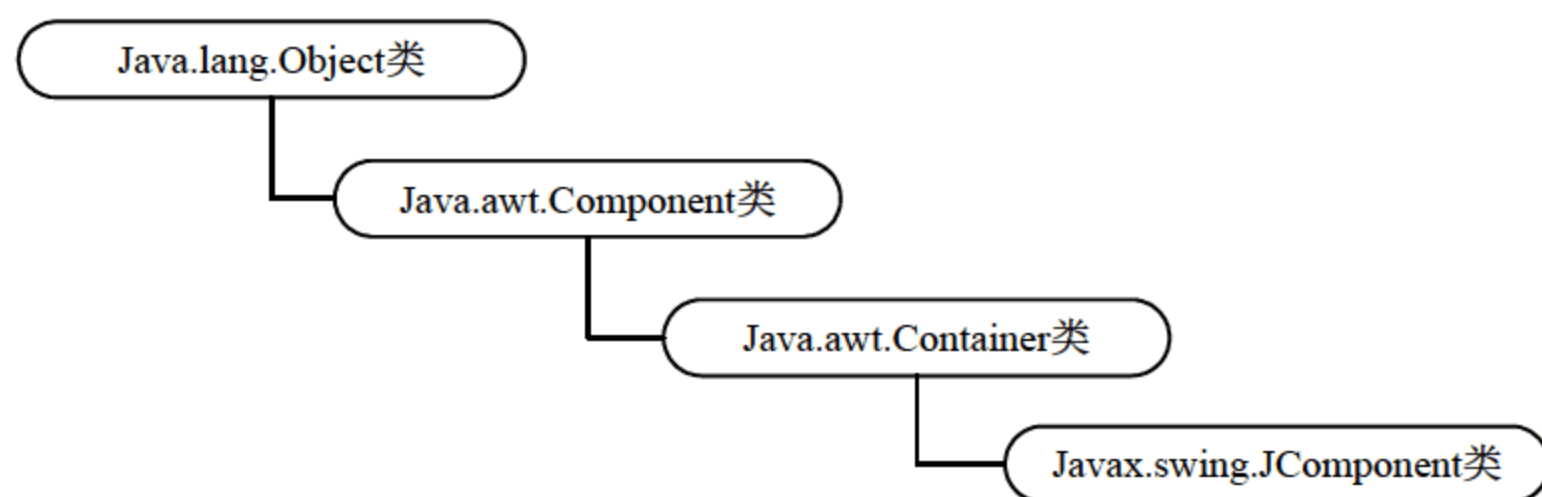 Java.lang.Object类
Java.awt.Component类
Java.awt.Container类
Javax.swing.JComponent类